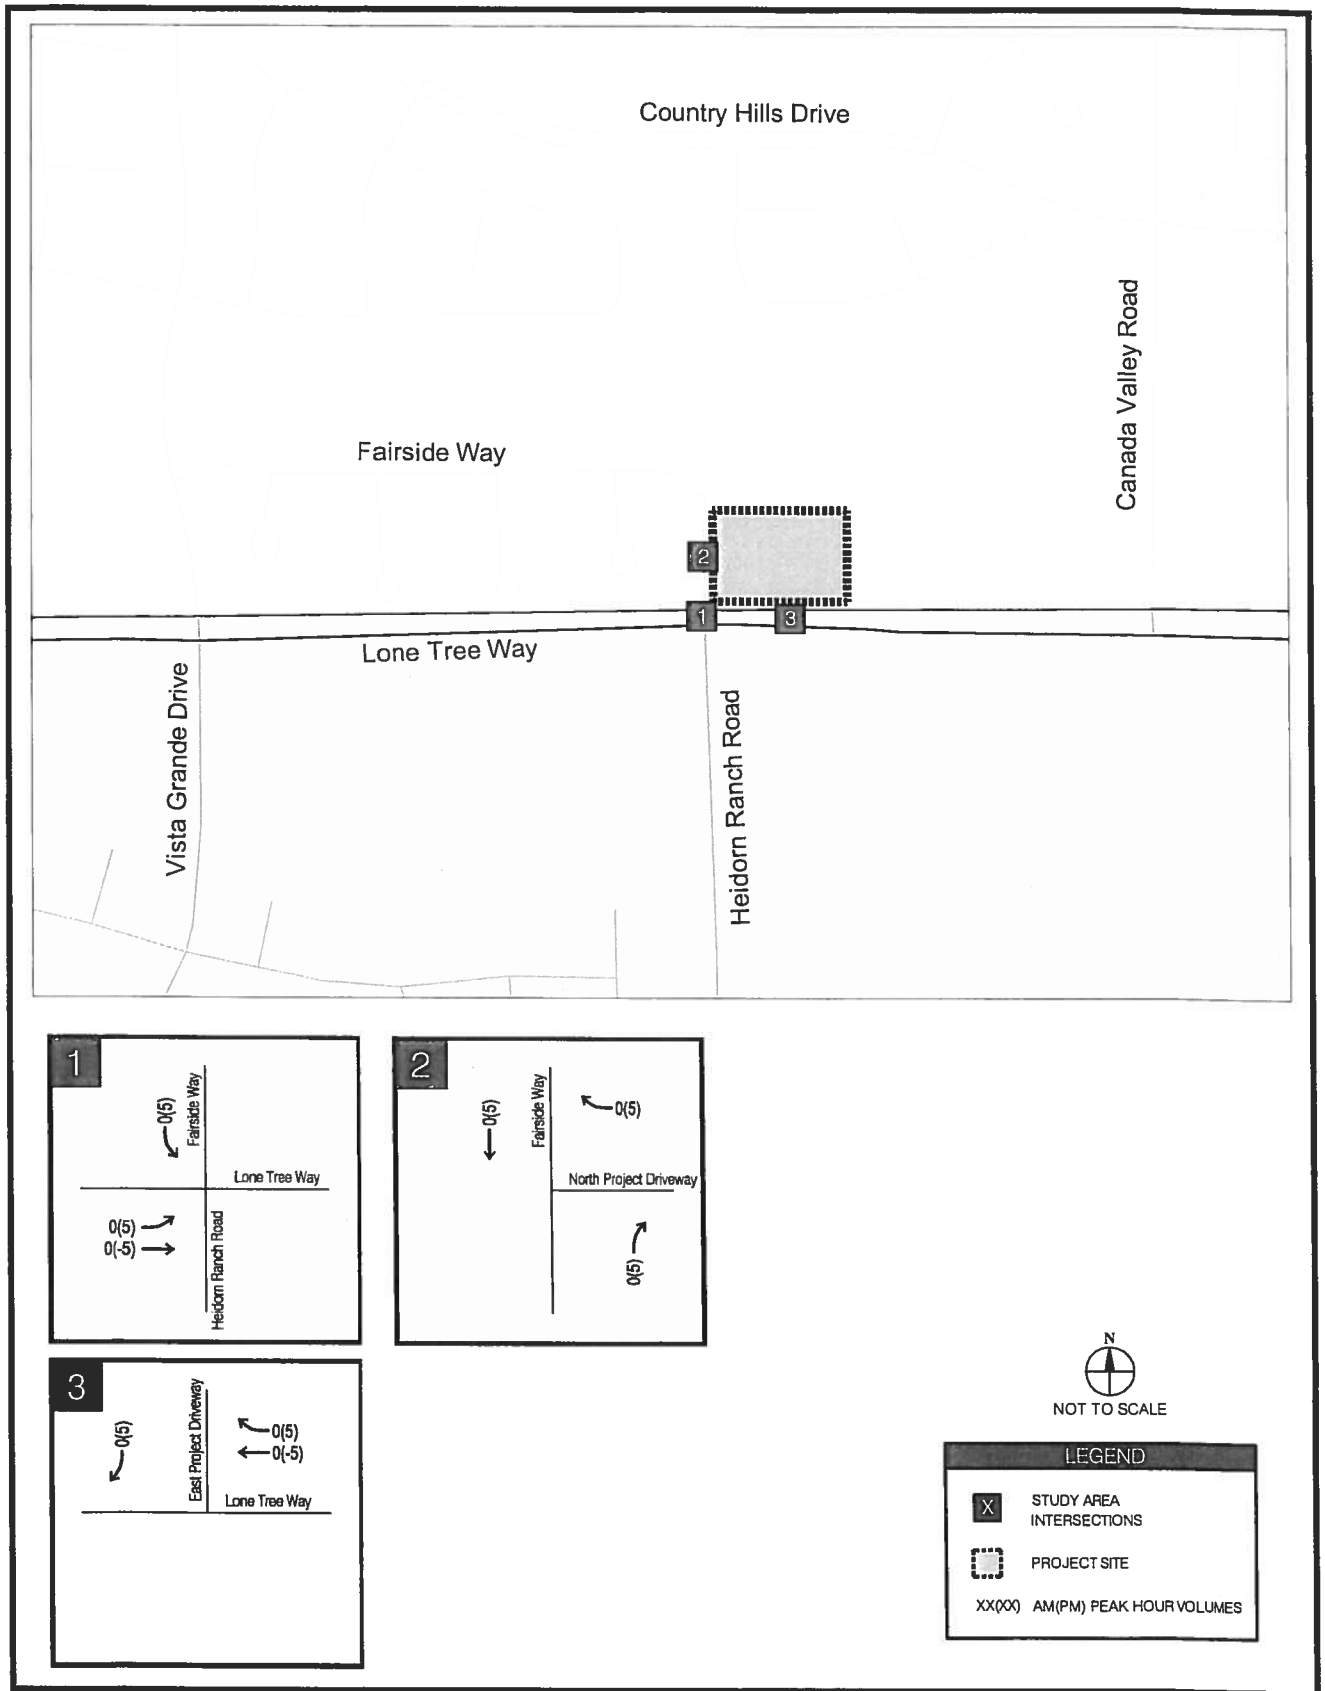 Country Hills Drive
Canada Valley Road
Fairside Way
2
1
3
Lone Tree Way
Vista Grande Drive
Heidorn Ranch Road
1
0(5)
Fairside Way
Lone Tree Way
0(5)
0(-5)
Heidorn Ranch Road
2
0(5)
Fairside Way
0(5)
North Project Driveway
0(5)
3
0(5)
East Project Driveway
0(5)
0(-5)
Lone Tree Way
N
NOT TO SCALE
LEGEND
X
STUDY AREA
INTERSECTIONS
PROJECT SITE
XX(XX) AM(PM) PEAK HOUR VOLUMES